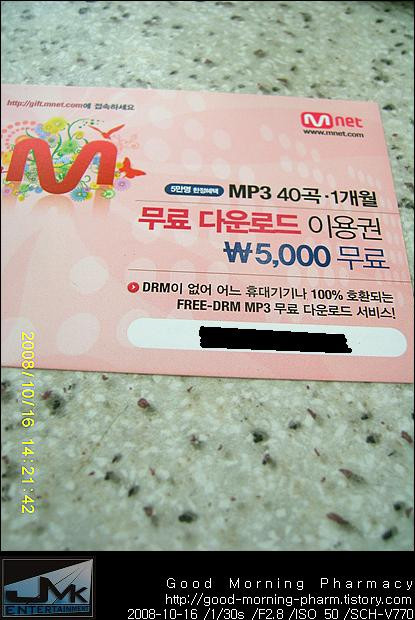 http://gift.mnet.com에 접속하세요
Mnet
www.mnet.com
M
5만명 한정혜택 MP3 40곡·1개월
무료 다운로드 이용권
₩5,000 무료
DRM이 없어 어느 휴대기기나 100% 호환되는
FREE-DRM MP3 무료 다운로드 서비스!
2008/10/16 14:21:42
JMK
ENTERTAINMENT
Good Morning Pharmacy
http://good-morning-pharm.tistory.com
2008-10-16 /1/30s /F2.8 /ISO 50 /SCH-V770